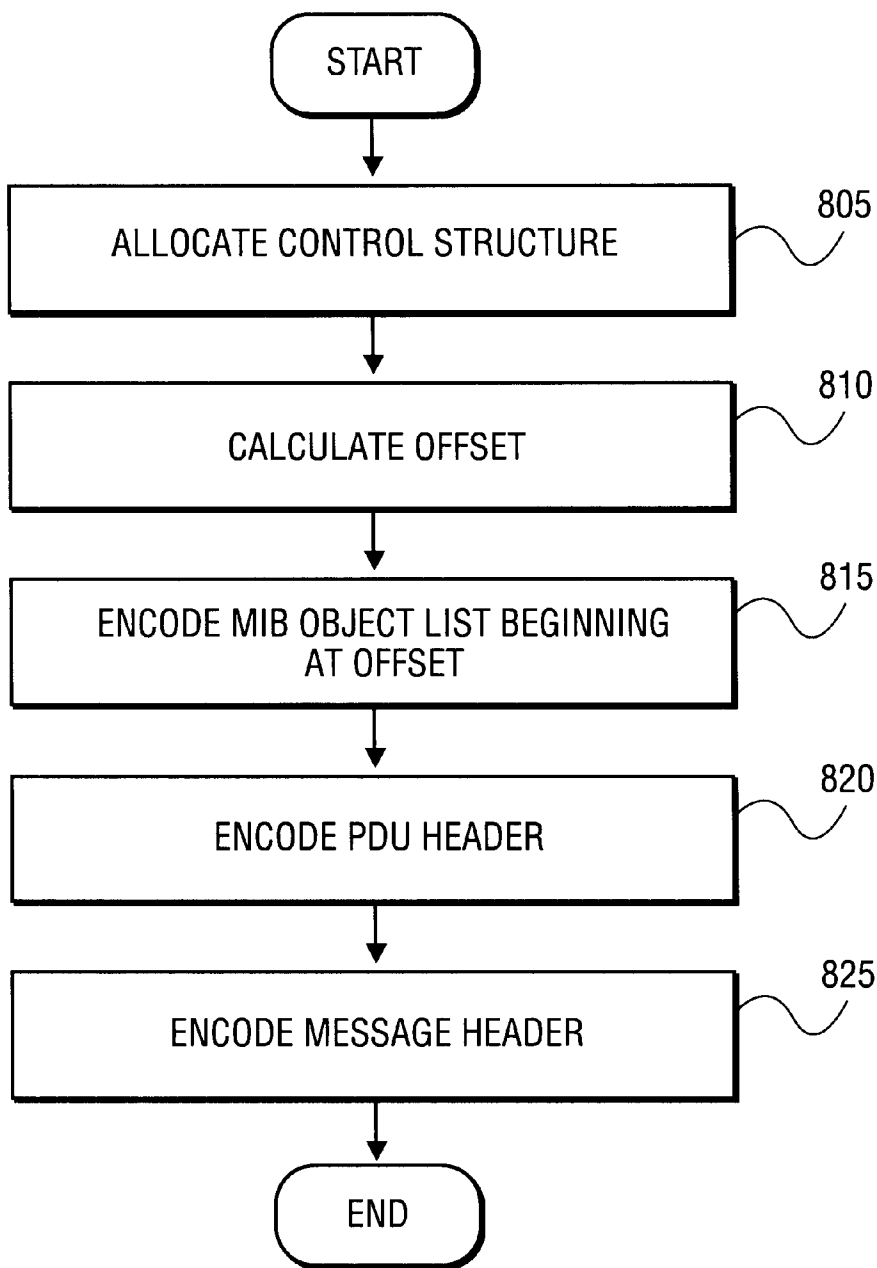 START
ALLOCATE CONTROL STRUCTURE
805
CALCULATE OFFSET
810
ENCODE MIB OBJECT LIST BEGINNING
AT OFFSET
815
ENCODE PDU HEADER
820
ENCODE MESSAGE HEADER
825
END